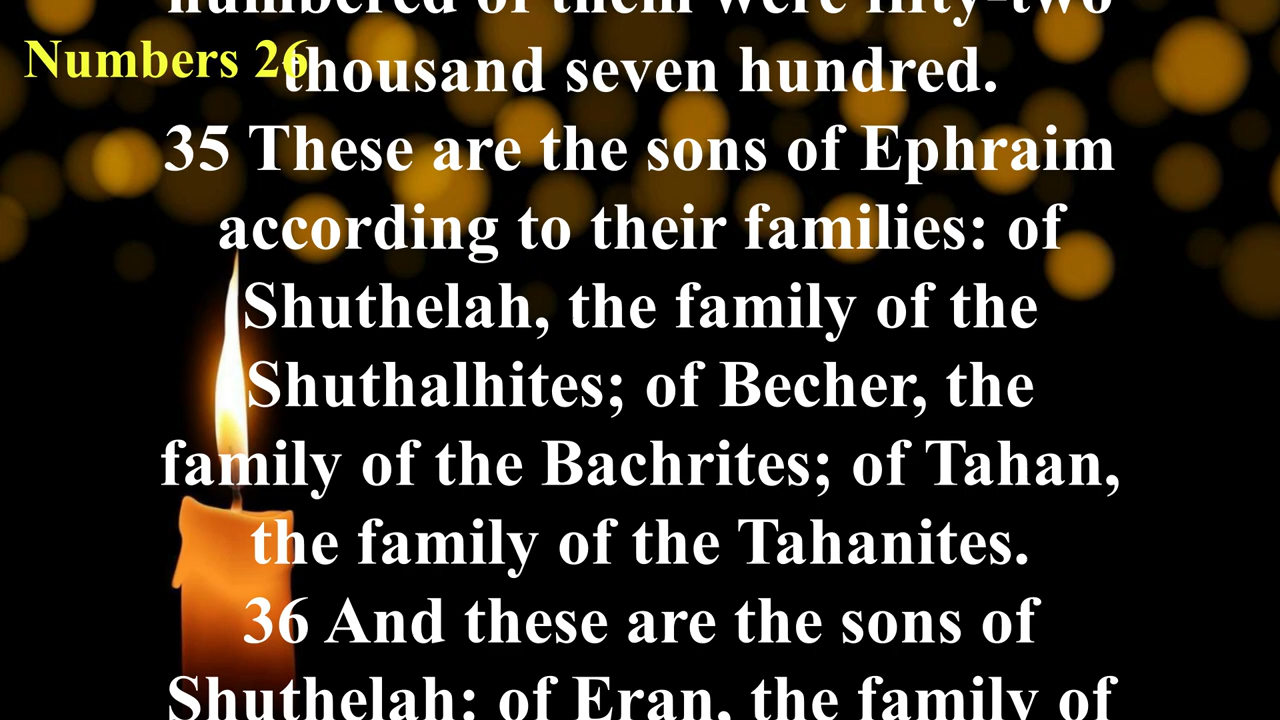 numbered of them were fifty-two
Numbers 26
thousand seven hundred.
35 These are the sons of Ephraim
according to their families: of
Shuthelah, the family of the
Shuthalhites; of Becher, the
family of the Bachrites; of Tahan,
the family of the Tahanites.
36 And these are the sons of
Shuthelah: of Eran, the family of